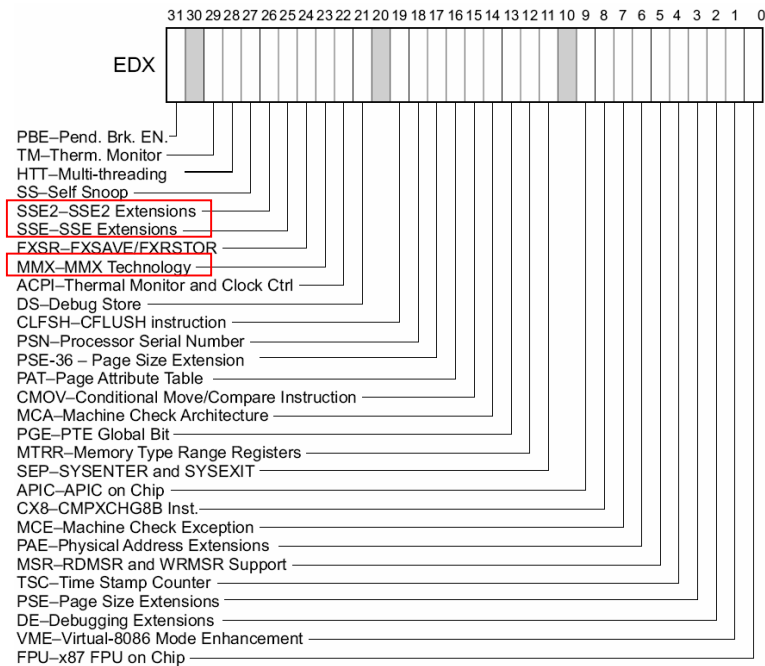 31 30 29 28 27 26 25 24 23 22 21 20 19 18 17 16 15 14 13 12 11 10 9 8 7 6 5 4 3 2 1 0
EDX
PBE–Pend. Brk. EN.
TM–Therm. Monitor
HTT–Multi-threading
SS–Self Snoop
SSE2–SSE2 Extensions
SSE–SSE Extensions
FXSR–FXSAVE/FXRSTOR
MMX–MMX Technology
ACPI–Thermal Monitor and Clock Ctrl
DS–Debug Store
CLFSH–CFLUSH instruction
PSN–Processor Serial Number
PSE-36 – Page Size Extension
PAT–Page Attribute Table
CMOV–Conditional Move/Compare Instruction
MCA–Machine Check Architecture
PGE–PTE Global Bit
MTRR–Memory Type Range Registers
SEP–SYSENTER and SYSEXIT
APIC–APIC on Chip
CX8–CMPXCHG8B Inst.
MCE–Machine Check Exception
PAE–Physical Address Extensions
MSR–RDMSR and WRMSR Support
TSC–Time Stamp Counter
PSE–Page Size Extensions
DE–Debugging Extensions
VME–Virtual-8086 Mode Enhancement
FPU–x87 FPU on Chip